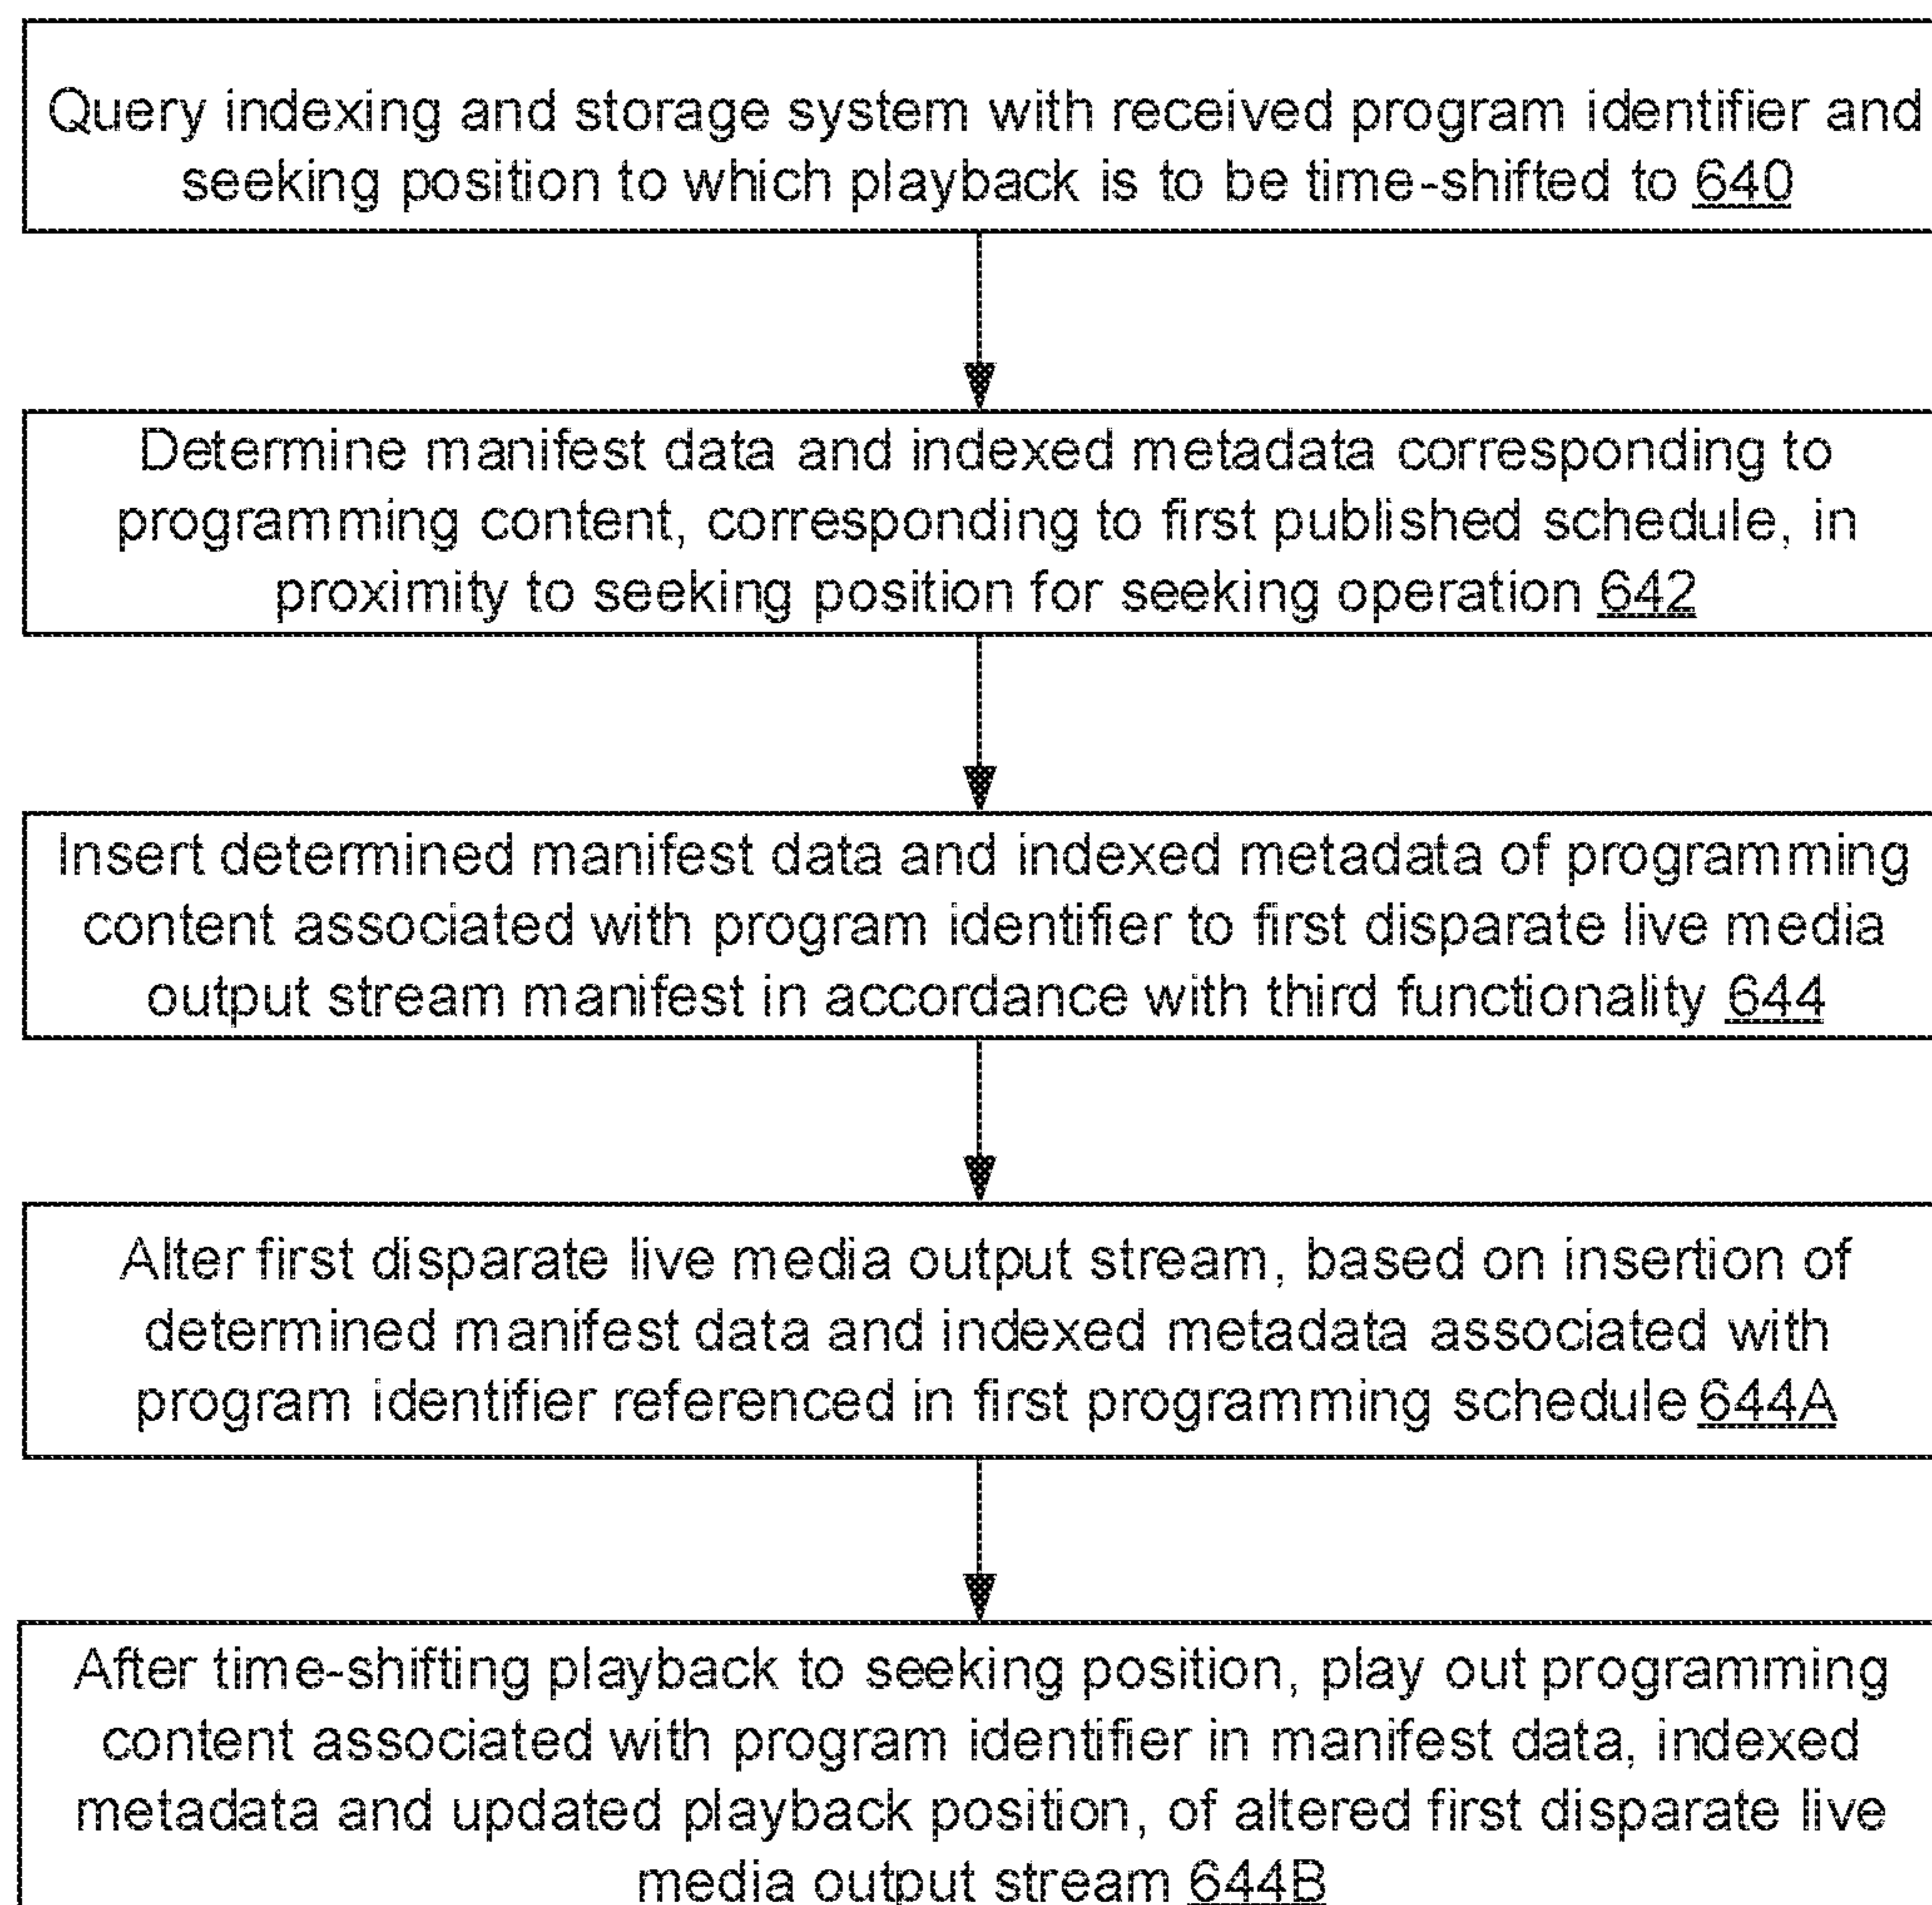 Query indexing and storage system with received program identifier and
seeking position to which playback is to be time-shifted to 640
Determine manifest data and indexed metadata corresponding to
programming content, corresponding to first published schedule, in
proximity to seeking position for seeking operation 642
Insert determined manifest data and indexed metadata of programming
content associated with program identifier to first disparate live media
output stream manifest in accordance with third functionality 644
Alter first disparate live media output stream, based on insertion of
determined manifest data and indexed metadata associated with
program identifier referenced in first programming schedule 644A
After time-shifting playback to seeking position, play out programming
content associated with program identifier in manifest data, indexed
metadata and updated playback position, of altered first disparate live
media output stream 644B